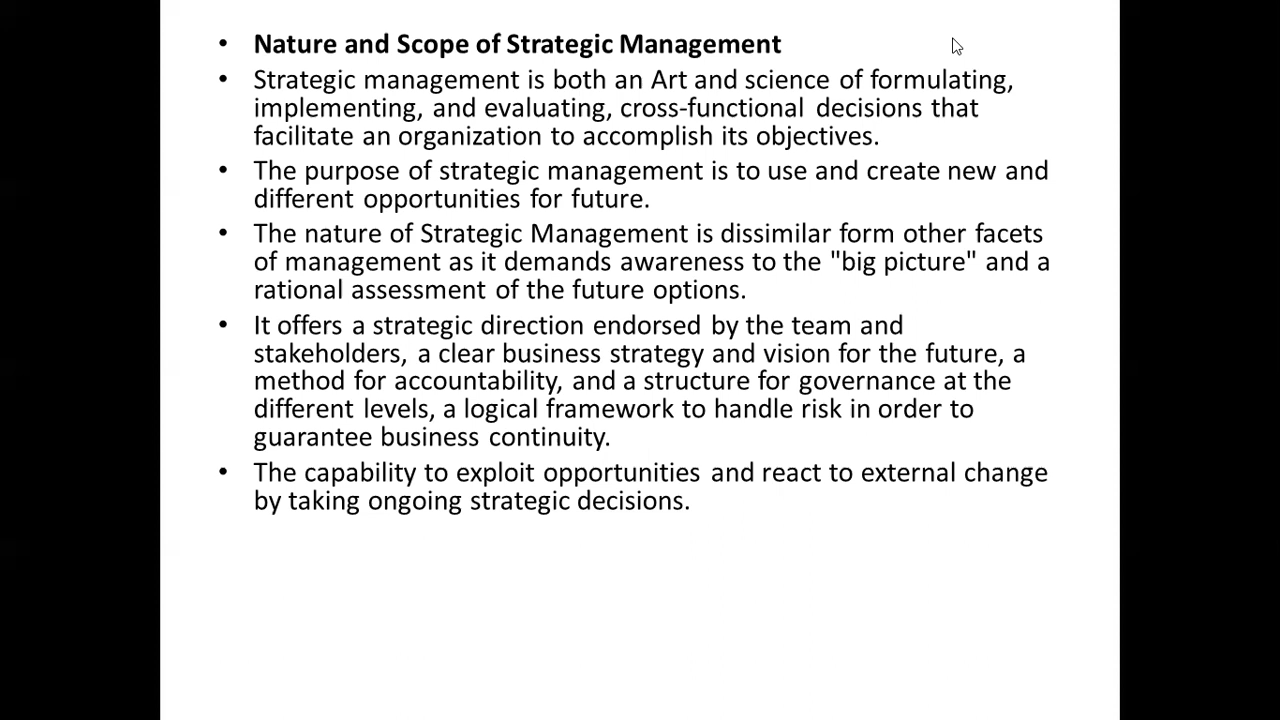 • Nature and Scope of Strategic Management
• Strategic management is both an Art and science of formulating,
implementing, and evaluating, cross-functional decisions that
facilitate an organization to accomplish its objectives.
• The purpose of strategic management is to use and create new and
different opportunities for future.
• The nature of Strategic Management is dissimilar form other facets
of management as it demands awareness to the "big picture" and a
rational assessment of the future options.
• It offers a strategic direction endorsed by the team and
stakeholders, a clear business strategy and vision for the future, a
method for accountability, and a structure for governance at the
different levels, a logical framework to handle risk in order to
guarantee business continuity.
• The capability to exploit opportunities and react to external change
by taking ongoing strategic decisions.